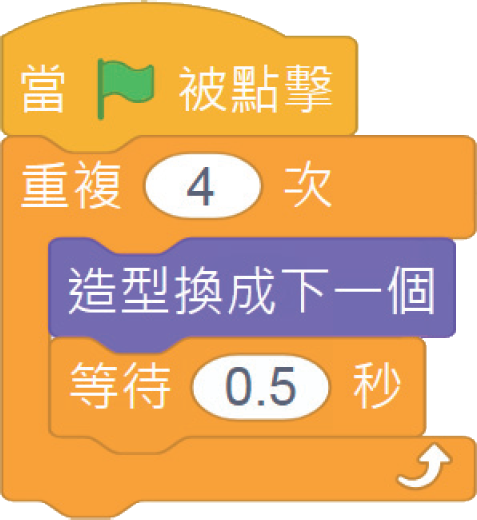 當 被點擊
重複 4 次
造型換成下一個
等待 0.5 秒